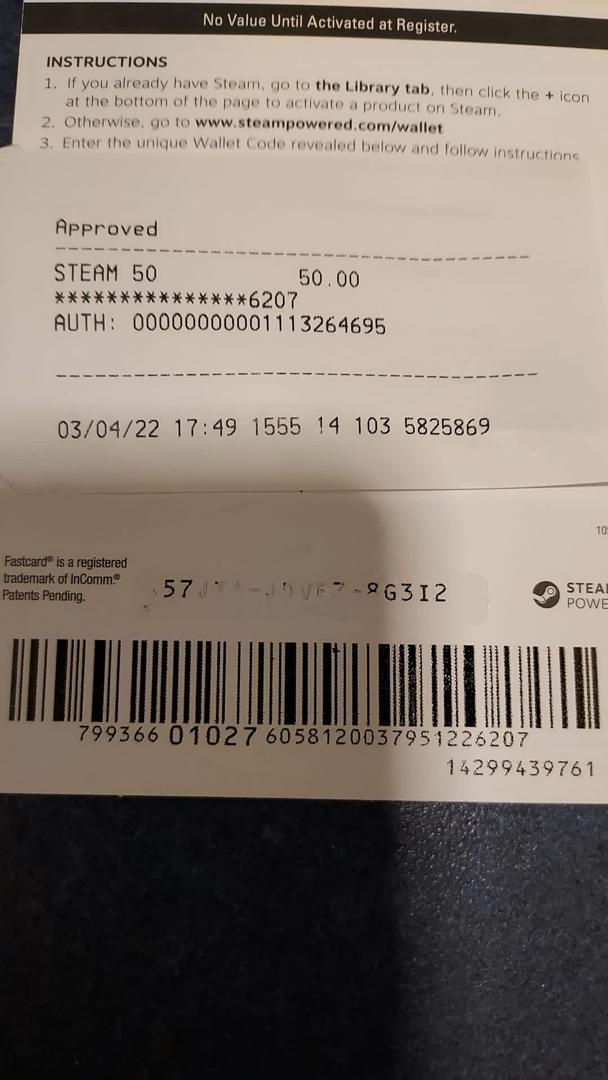 No Value Until Activated at Register.
INSTRUCTIONS
1. If you already have Steam, go to the Library tab, then click the + icon
at the bottom of the page to activate a product on Steam.
2. Otherwise, go to www.steampowered.com/wallet
3. Enter the unique Wallet Code revealed below and follow instructions
Approved
STEAM 50 50.00
***************6207
AUTH: 00000000001113264695
03/04/22 17:49 1555 14 103 5825869
Fastcard® is a registered
trademark of InComm.®
Patents Pending.
799366 01027 6058120037951226207
14299439761